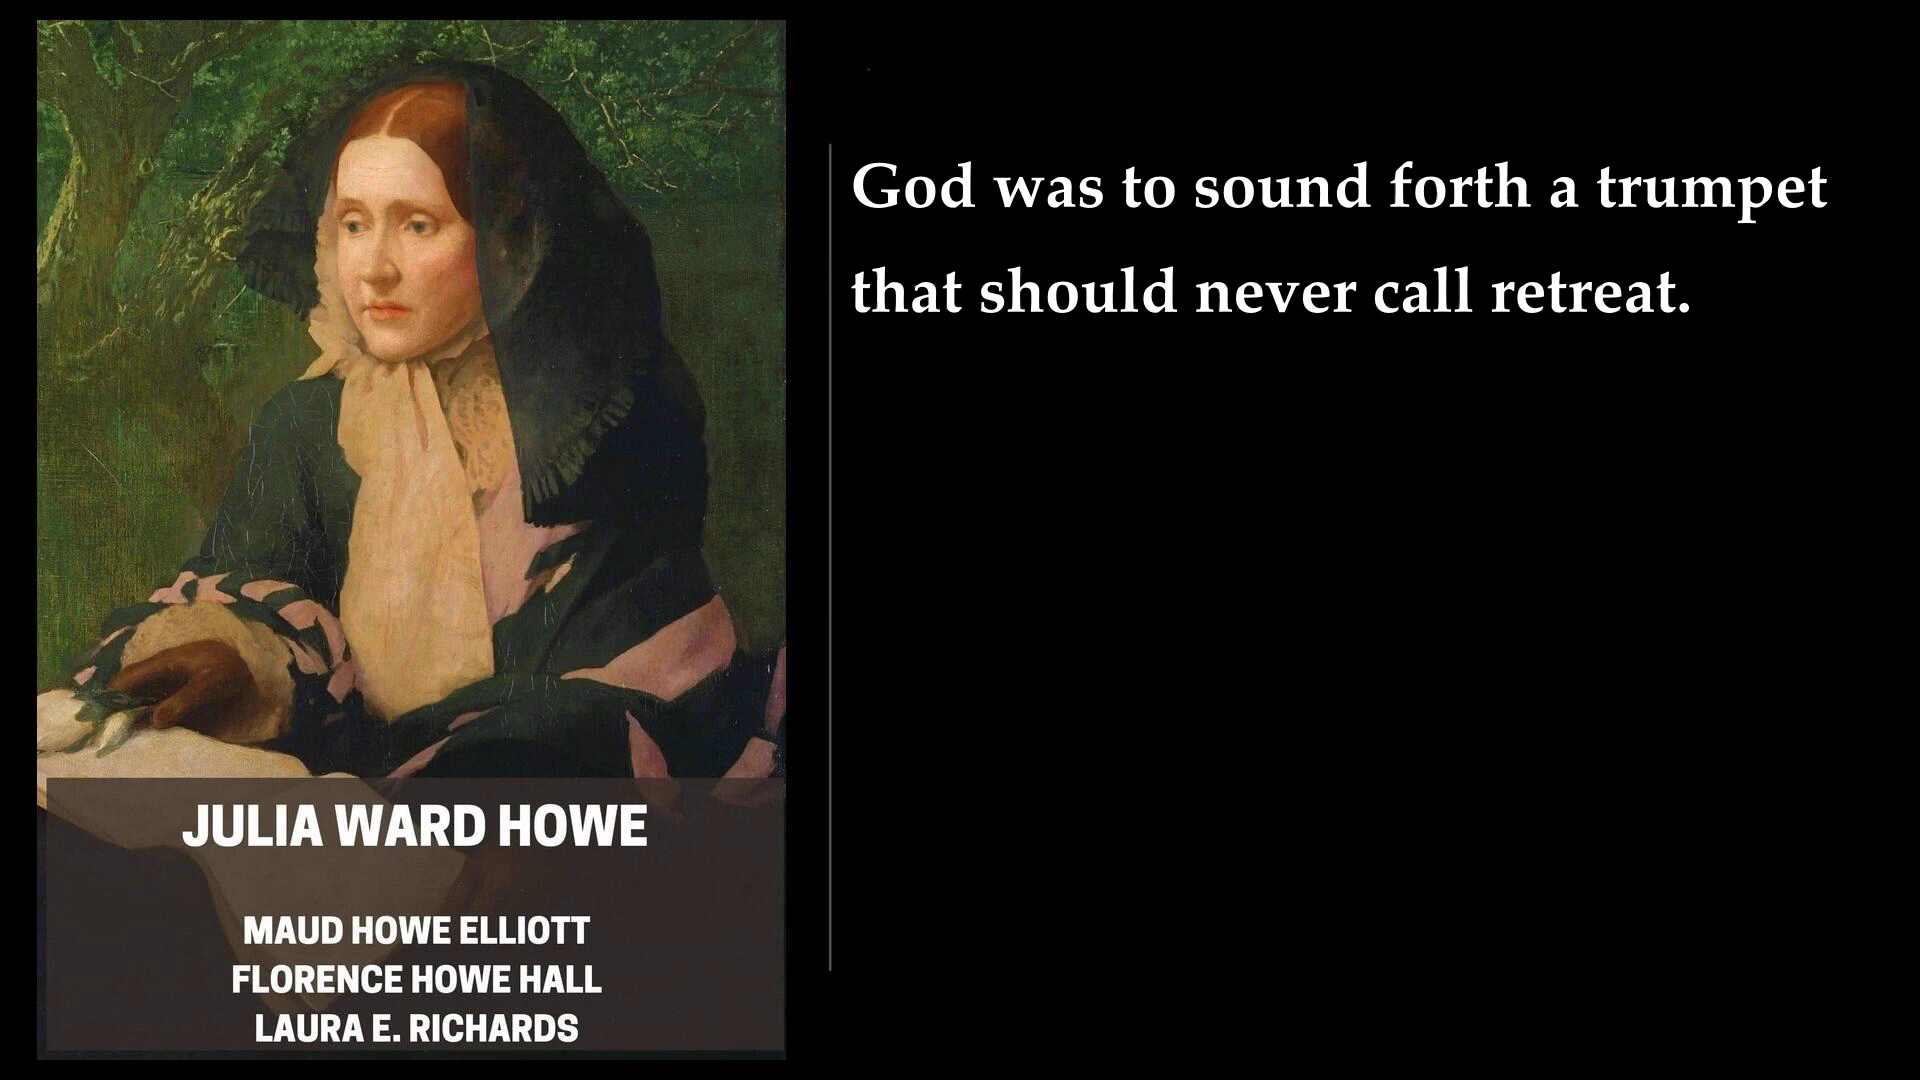 God was to sound forth a trumpet
that should never call retreat.
JULIA WARD HOWE
MAUD HOWE ELLIOTT
FLORENCE HOWE HALL
LAURA E. RICHARDS